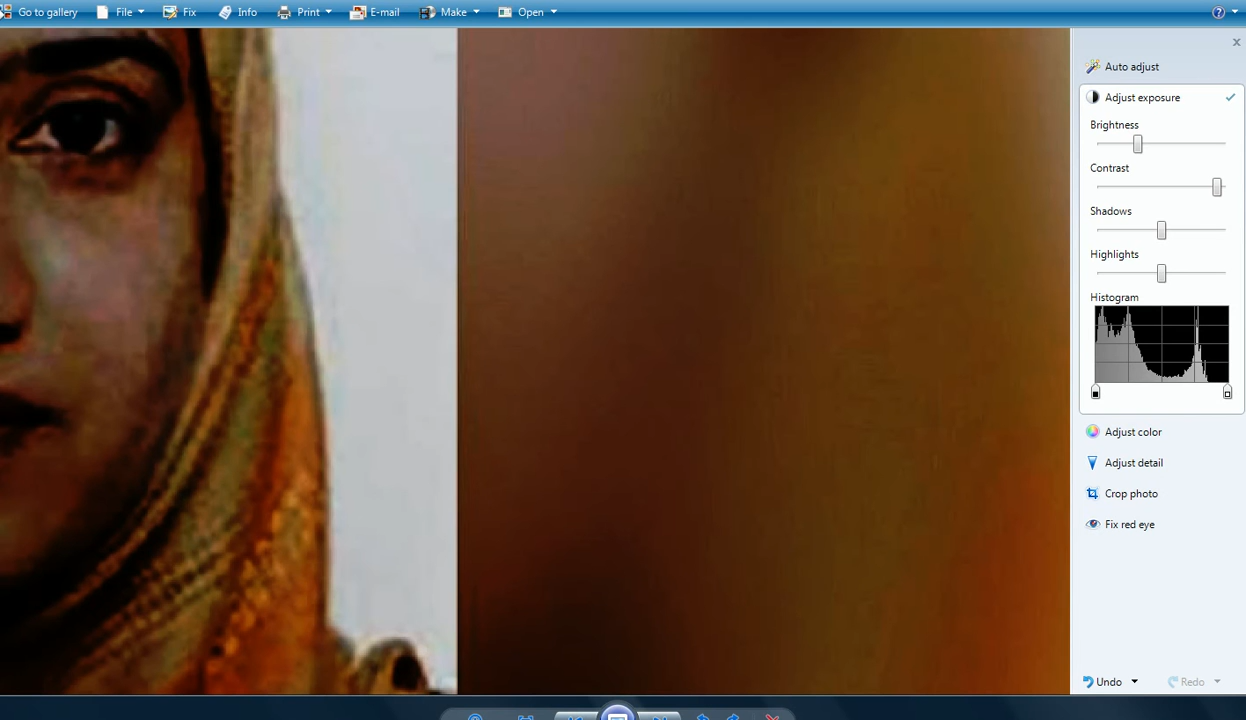 Go to gallery File Fix Info Print E-mail Make Open
Auto adjust
Adjust exposure
Brightness
Contrast
Shadows
Highlights
Histogram
Adjust color
Adjust detail
Crop photo
Fix red eye
Undo Redo